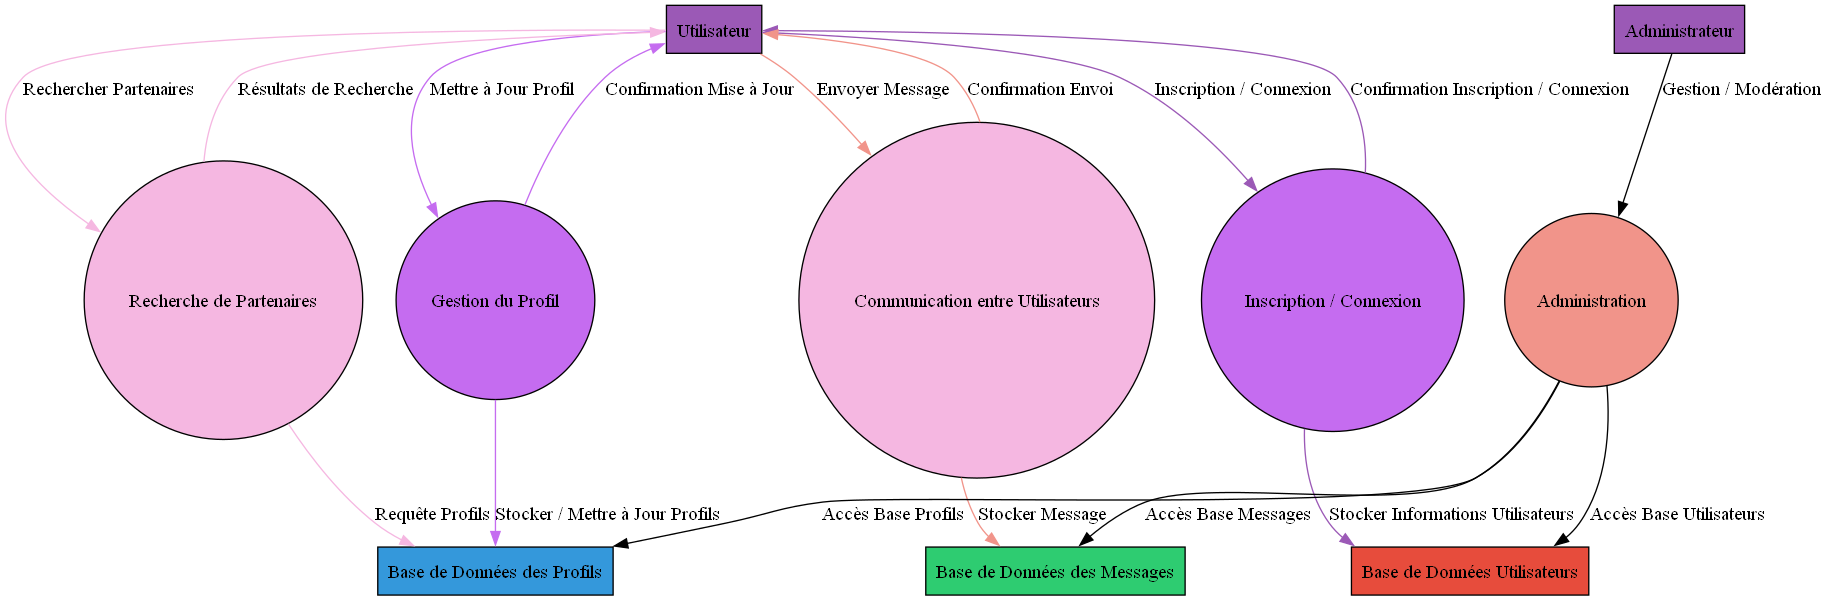 Utilisateur
Administrateur
Rechercher Partenaires
Résultats de Recherche
Mettre à Jour Profil
Confirmation Mise à Jour
Envoyer Message
Confirmation Envoi
Inscription / Connexion
Confirmation Inscription / Connexion
Gestion / Modération
Recherche de Partenaires
Gestion du Profil
Communication entre Utilisateurs
Inscription / Connexion
Administration
Requête Profils
Stocker / Mettre à Jour Profils
Accès Base Profils
Stocker Message
Accès Base Messages
Stocker Informations Utilisateurs
Accès Base Utilisateurs
Base de Données des Profils
Base de Données des Messages
Base de Données Utilisateurs